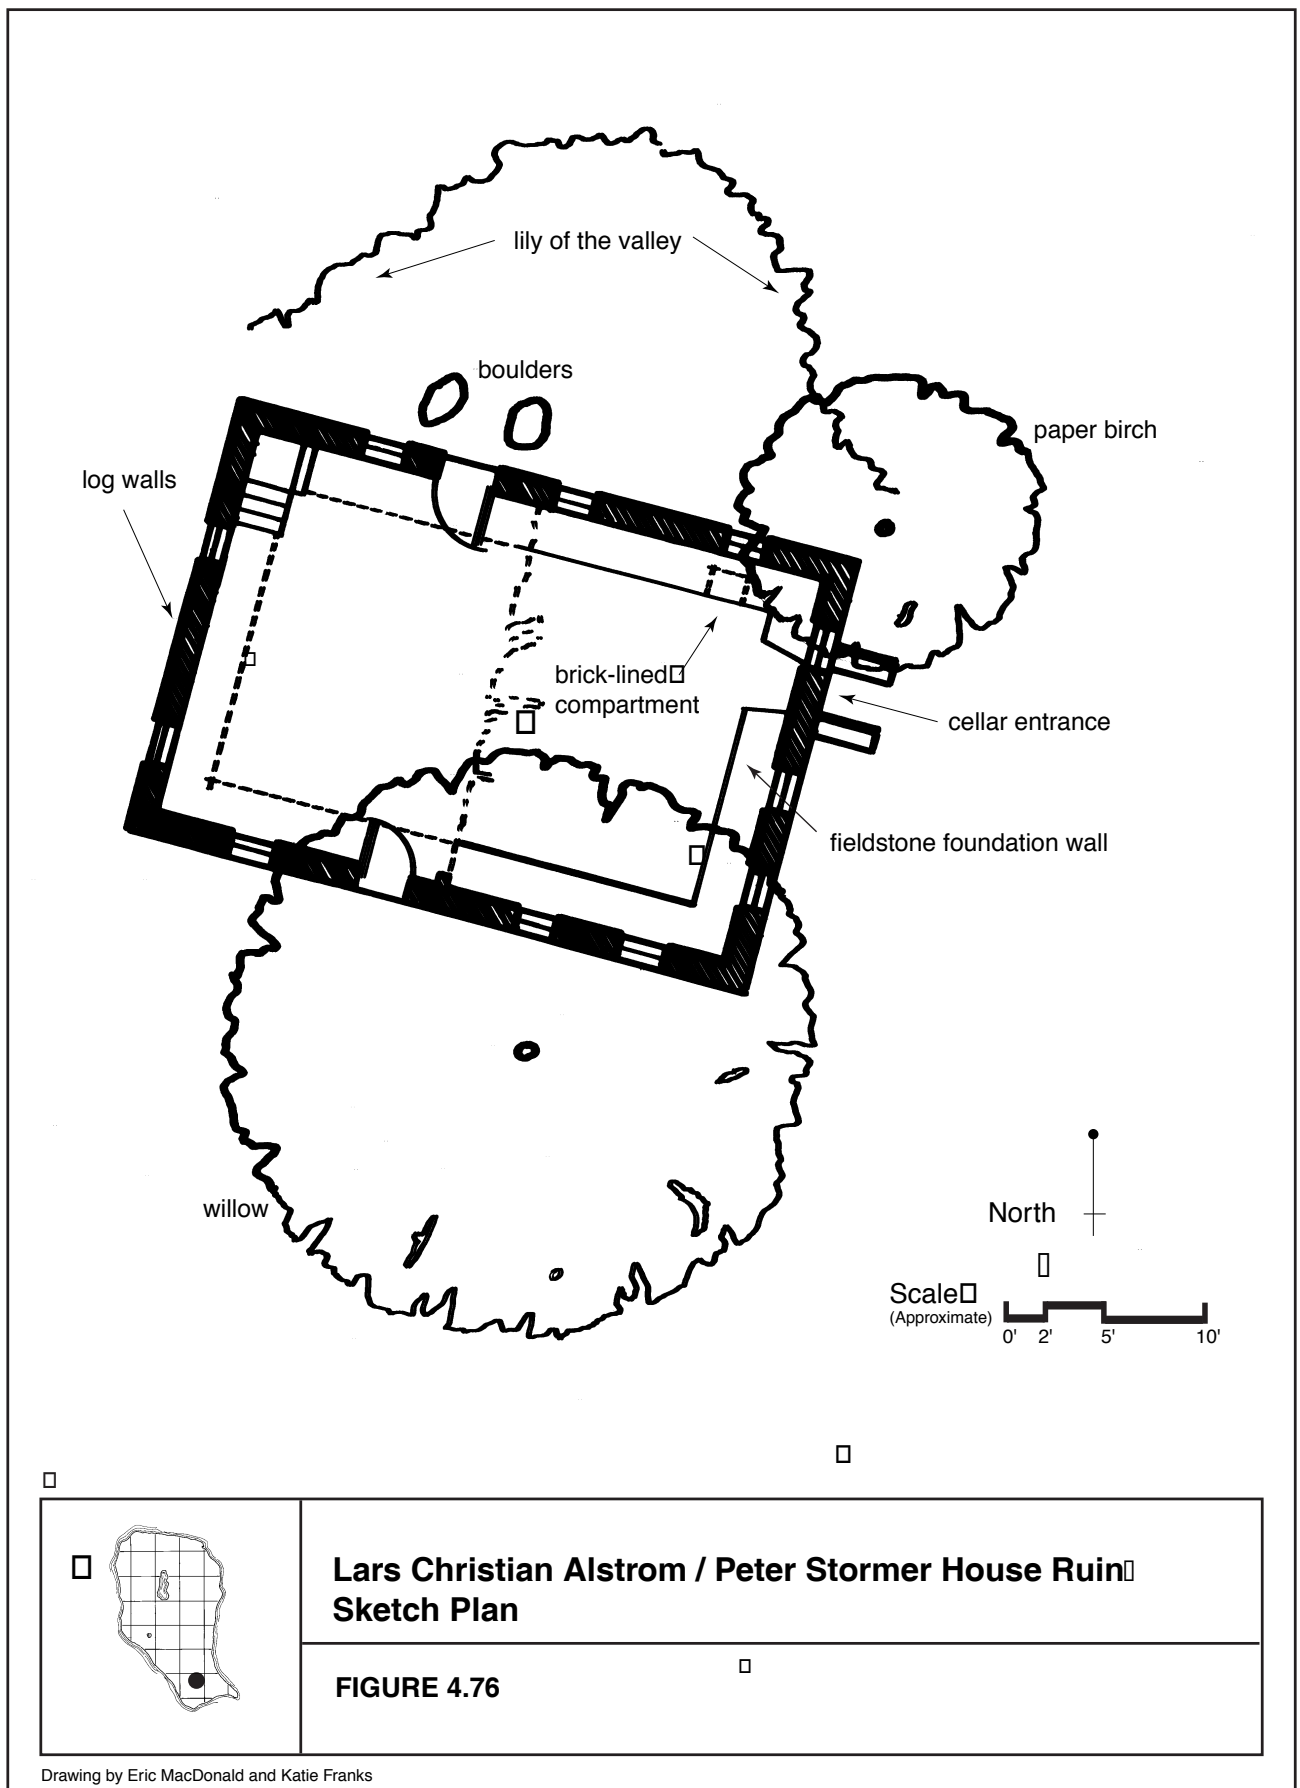 lily of the valley
boulders
paper birch
log walls
brick-lined
compartment
cellar entrance
fieldstone foundation wall
willow
North
Scale
(Approximate)
0' 2' 5' 10'
Lars Christian Alstrom / Peter Stormer House Ruin
Sketch Plan
FIGURE 4.76
Drawing by Eric MacDonald and Katie Franks